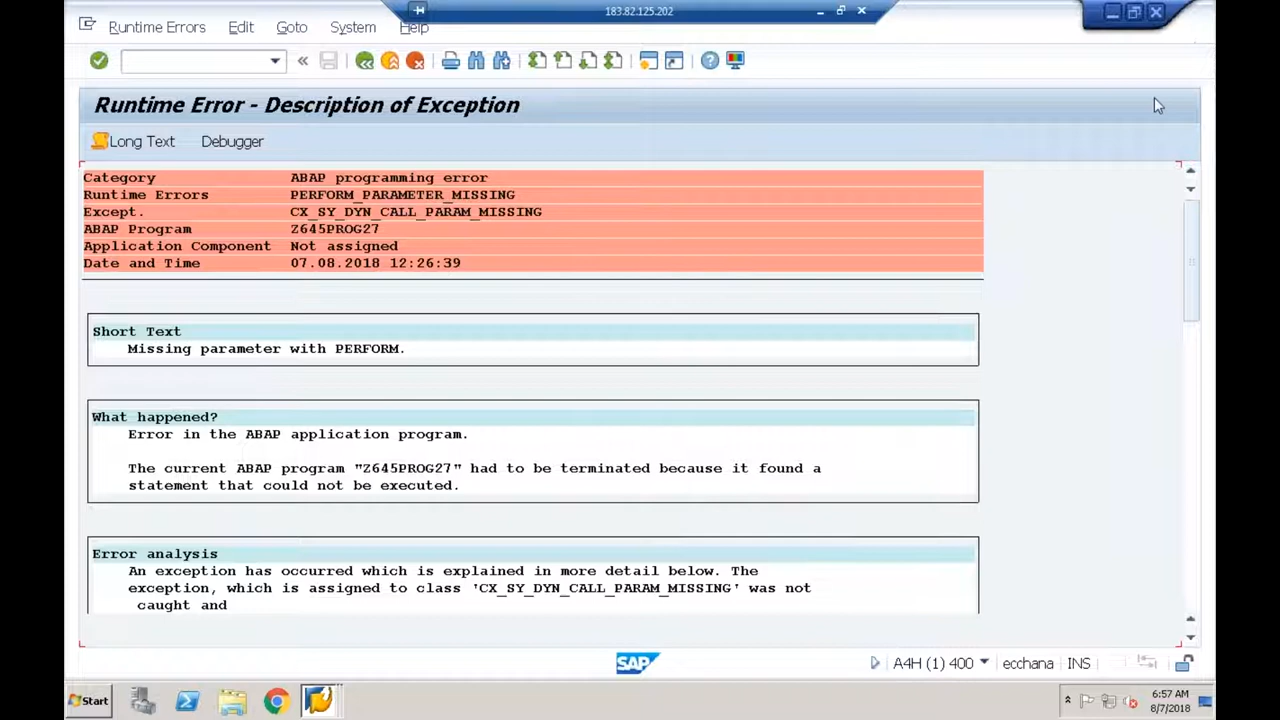 183.82.125.202
Runtime Errors Edit Goto System Help
Runtime Error - Description of Exception
Long Text Debugger
Category ABAP programming error
Runtime Errors PERFORM_PARAMETER_MISSING
Except. CX_SY_DYN_CALL_PARAM_MISSING
ABAP Program Z645PROG27
Application Component Not assigned
Date and Time 07.08.2018 12:26:39
Short Text
Missing parameter with PERFORM.
What happened?
Error in the ABAP application program.
The current ABAP program "Z645PROG27" had to be terminated because it found a
statement that could not be executed.
Error analysis
An exception has occurred which is explained in more detail below. The
exception, which is assigned to class 'CX_SY_DYN_CALL_PARAM_MISSING' was not
caught and
SAP A4H (1) 400 ecchana INS
Start 6:57 AM
8/7/2018